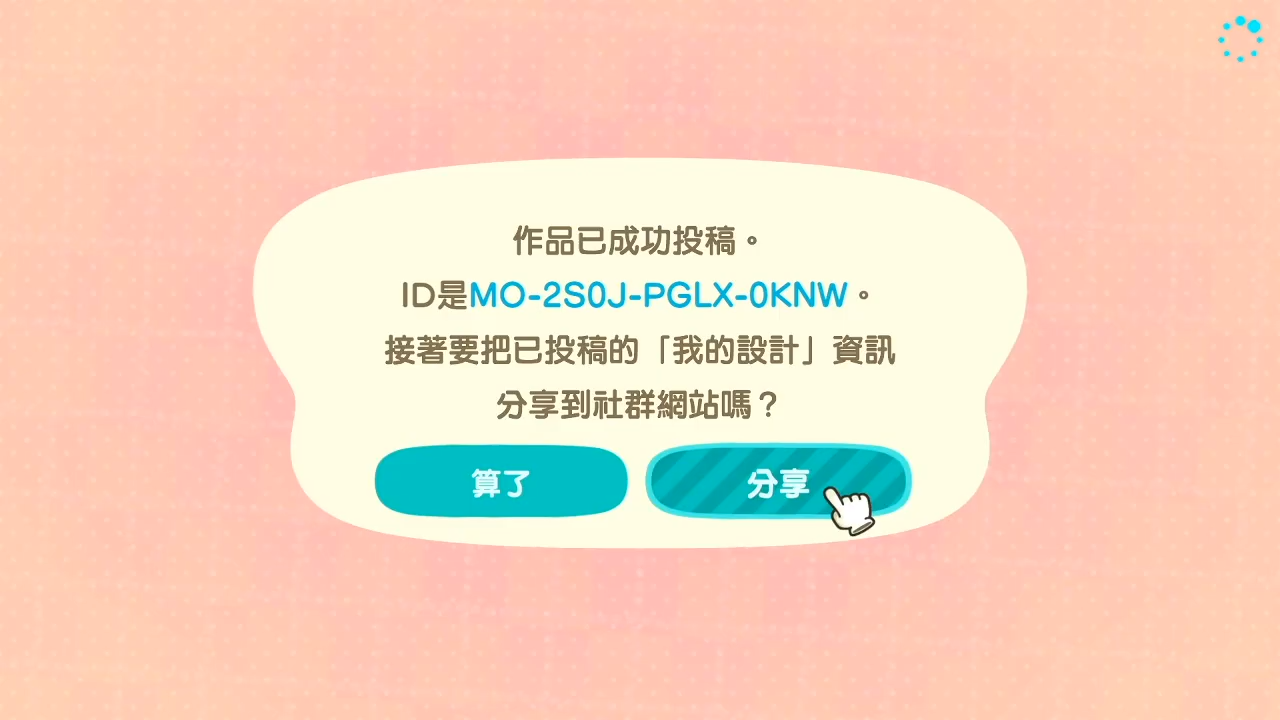 作品已成功投稿。
ID是MO-2S0J-PGLX-0KNW。
接著要把已投稿的「我的設計」資訊
分享到社群網站嗎？
算了
分享